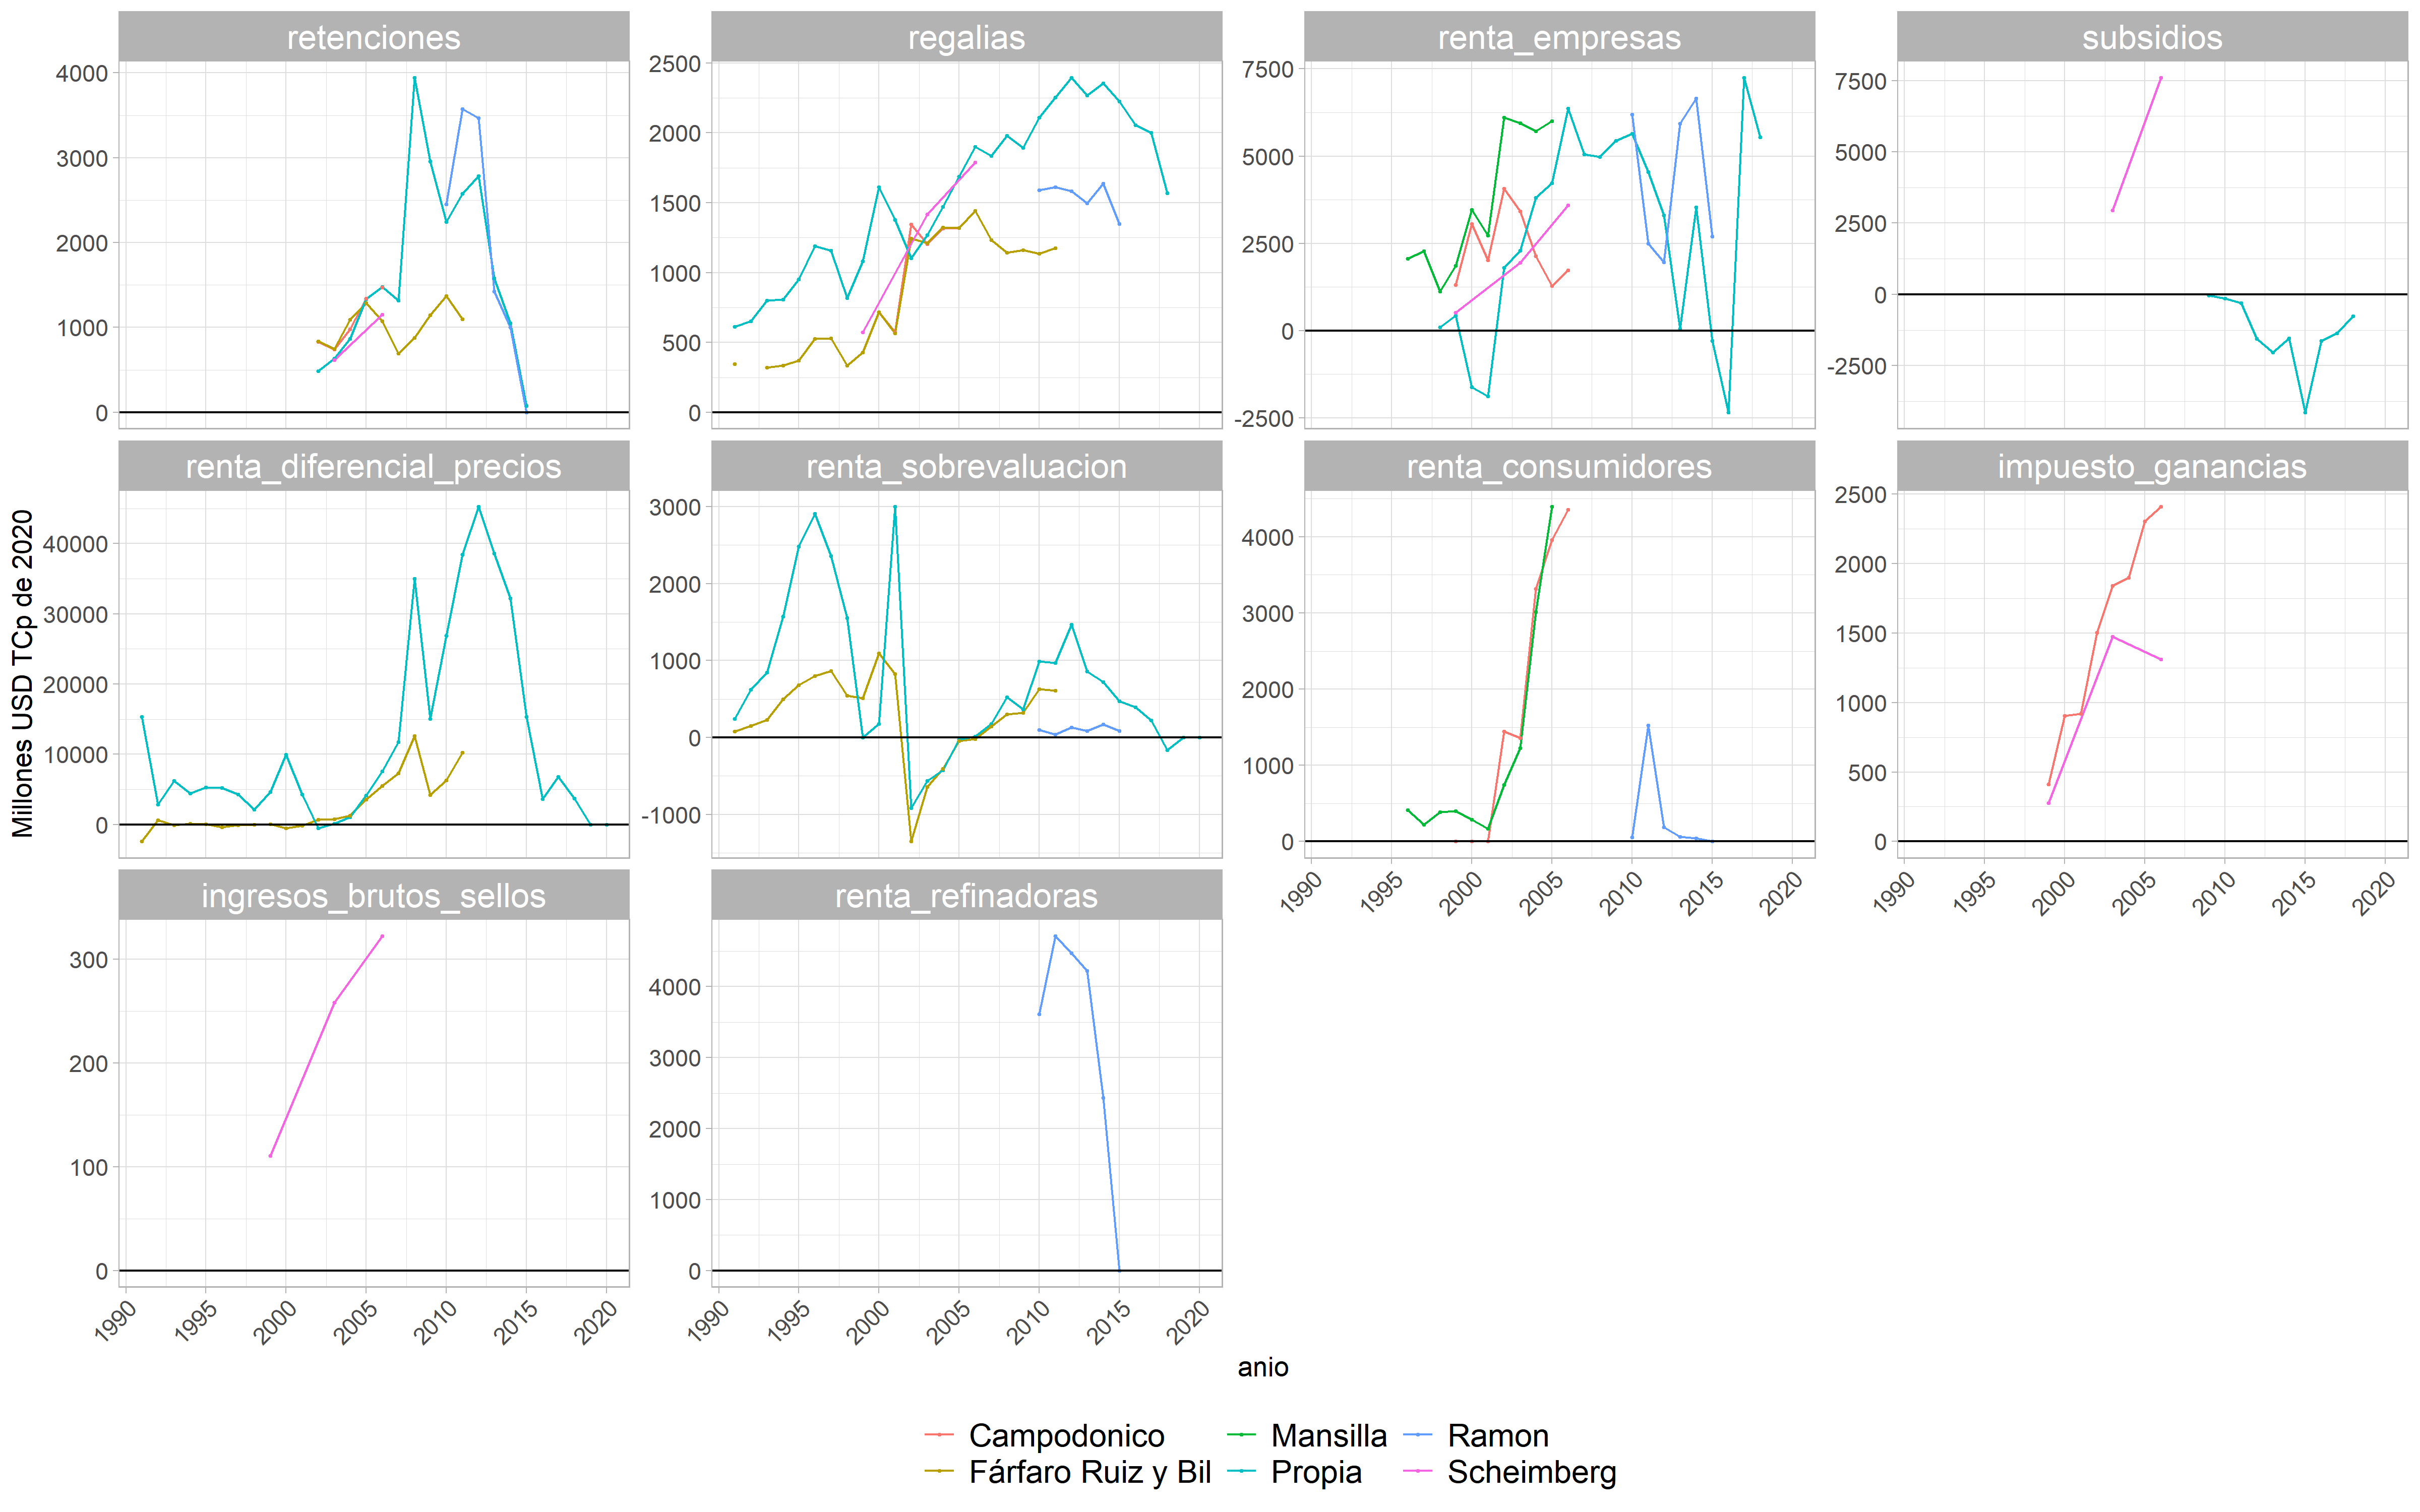 retenciones
regalias
renta_empresas
subsidios
4000
3000
2000
1000
0
2500
2000
1500
1000
500
0
7500
5000
2500
0
-2500
7500
5000
2500
0
-2500
renta_diferencial_precios
renta_sobrevaluacion
renta_consumidores
impuesto_ganancias
Millones USD TCp de 2020
40000
30000
20000
10000
0
3000
2000
1000
0
-1000
4000
3000
2000
1000
0
2500
2000
1500
1000
500
0
1990 1995 2000 2005 2010 2015 2020
1990 1995 2000 2005 2010 2015 2020
ingresos_brutos_sellos
renta_refinadoras
300
200
100
0
4000
3000
2000
1000
0
1990 1995 2000 2005 2010 2015 2020
1990 1995 2000 2005 2010 2015 2020
anio
Campodonico
Mansilla
Ramon
Fárfaro Ruiz y Bil
Propia
Scheimberg